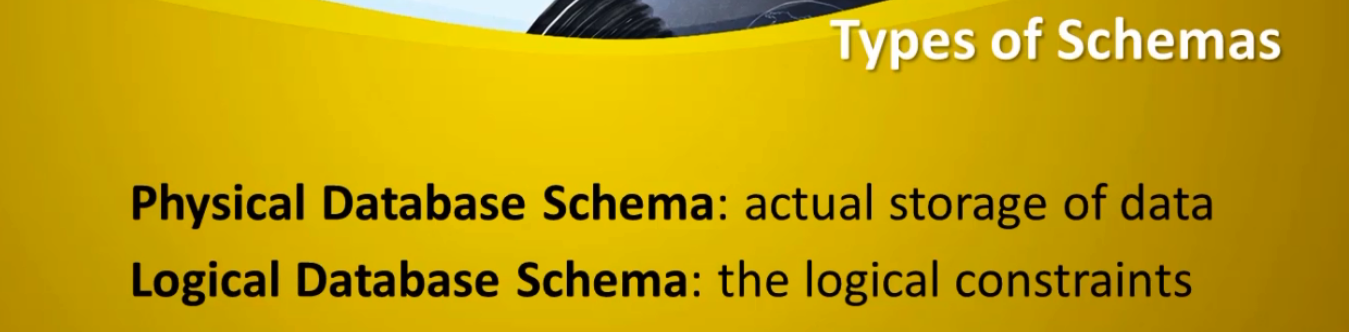 Types of Schemas
Physical Database Schema: actual storage of data
Logical Database Schema: the logical constraints